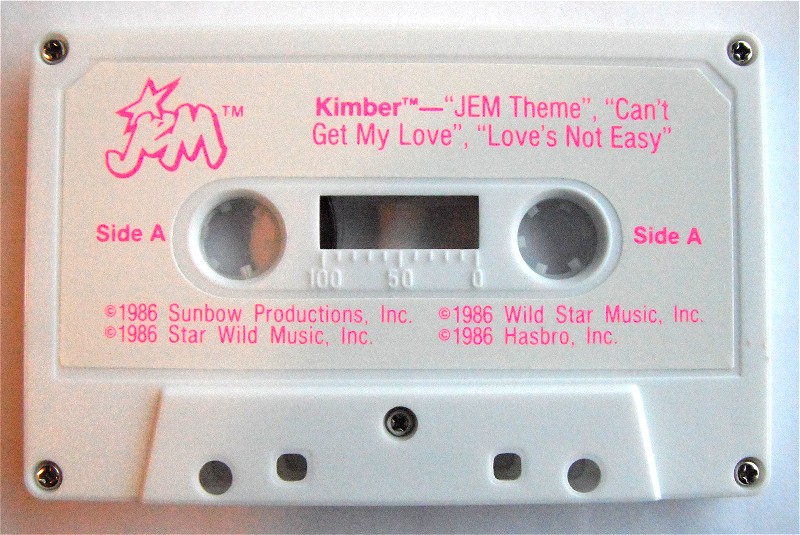 JEM™
Kimber™—“JEM Theme”, “Can't
Get My Love”, “Love's Not Easy”
Side A
Side A
100 50 0
©1986 Sunbow Productions, Inc. ©1986 Wild Star Music, Inc.
©1986 Star Wild Music, Inc. ©1986 Hasbro, Inc.